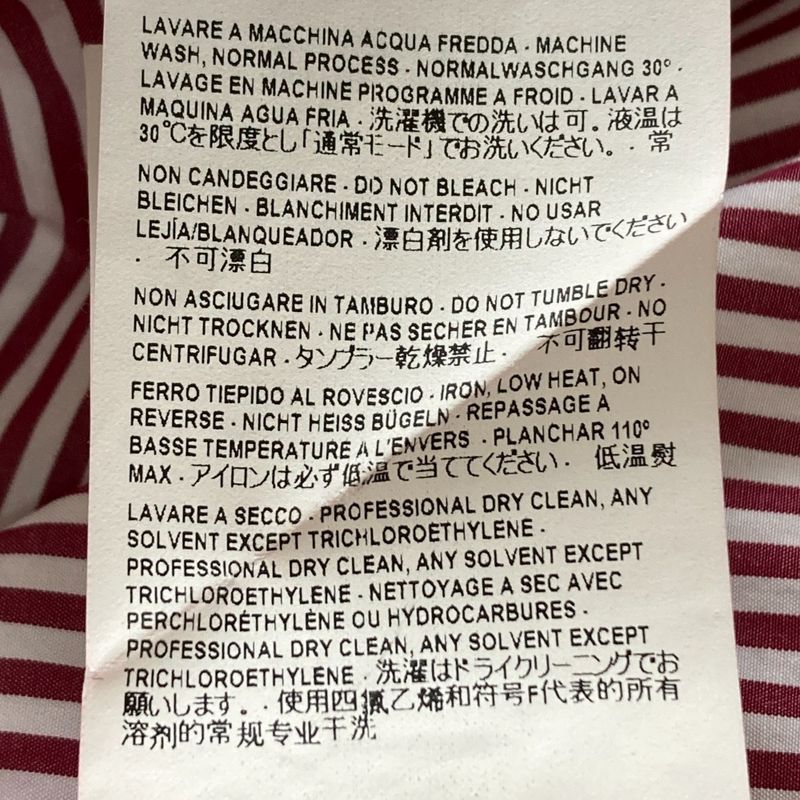 LAVARE A MACCHINA ACQUA FREDDA - MACHINE
WASH, NORMAL PROCESS - NORMALWASCHGANG 30° -
LAVAGE EN MACHINE PROGRAMME A FROID - LAVAR A
MAQUINA AGUA FRIA - 洗濯機での洗いは可。液温は
30℃を限度とし「通常モード」でお洗いください。 - 常
NON CANDEGGIARE - DO NOT BLEACH - NICHT
BLEICHEN - BLANCHIMENT INTERDIT - NO USAR
LEJÍA/BLANQUEADOR - 漂白剤を使用しないでください
- 不可漂白
NON ASCIUGARE IN TAMBURO - DO NOT TUMBLE DRY -
NICHT TROCKNEN - NE PAS SECHER EN TAMBOUR - NO
CENTRIFUGAR - タンブラー乾燥禁止 - 不可翻转干
FERRO TIEPIDO AL ROVESCIO - IRON, LOW HEAT, ON
REVERSE - NICHT HEISS BÜGELN - REPASSAGE A
BASSE TEMPERATURE A L'ENVERS - PLANCHAR 110°
MAX - アイロンは必ず低温で当ててください - 低温熨
LAVARE A SECCO - PROFESSIONAL DRY CLEAN, ANY
SOLVENT EXCEPT TRICHLOROETHYLENE -
PROFESSIONAL DRY CLEAN, ANY SOLVENT EXCEPT
TRICHLOROETHYLENE - NETTOYAGE A SEC AVEC
PERCHLORÉTHYLÈNE OU HYDROCARBURES -
PROFESSIONAL DRY CLEAN, ANY SOLVENT EXCEPT
TRICHLOROETHYLENE - 洗濯はドライクリーニングでお
願いします。 - 使用四氯乙烯和符号F代表的所有
溶剂的常规专业干洗